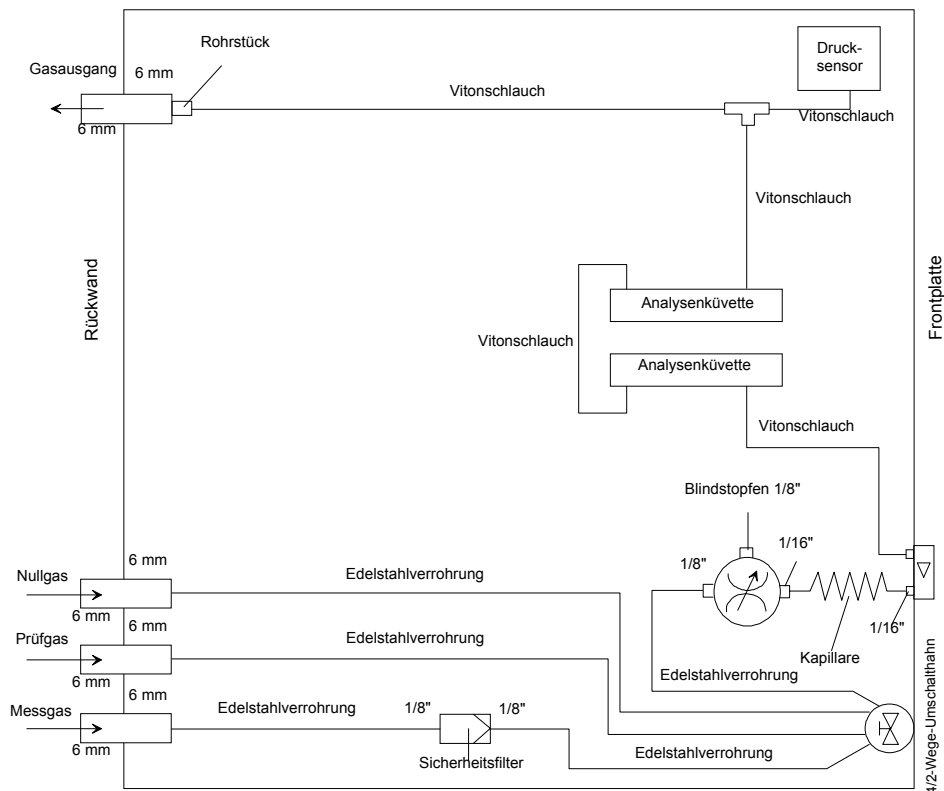 Rohrstück
Druck-
sensor
Gasausgang
6 mm
Vitonschlauch
6 mm
Vitonschlauch
Vitonschlauch
Rückwand
Frontplatte
Analysenküvette
Vitonschlauch
Analysenküvette
Vitonschlauch
Blindstopfen 1/8"
1/8"
1/16"
6 mm
Nullgas
Edelstahlverrohrung
6 mm
6 mm
1/16"
Prüfgas
Edelstahlverrohrung
Kapillare
6 mm
6 mm
Edelstahlverrohrung
Messgas
Edelstahlverrohrung
1/8"
1/8"
6 mm
Edelstahlverrohrung
Sicherheitsfilter
4/2-Wege-Umschalthahn